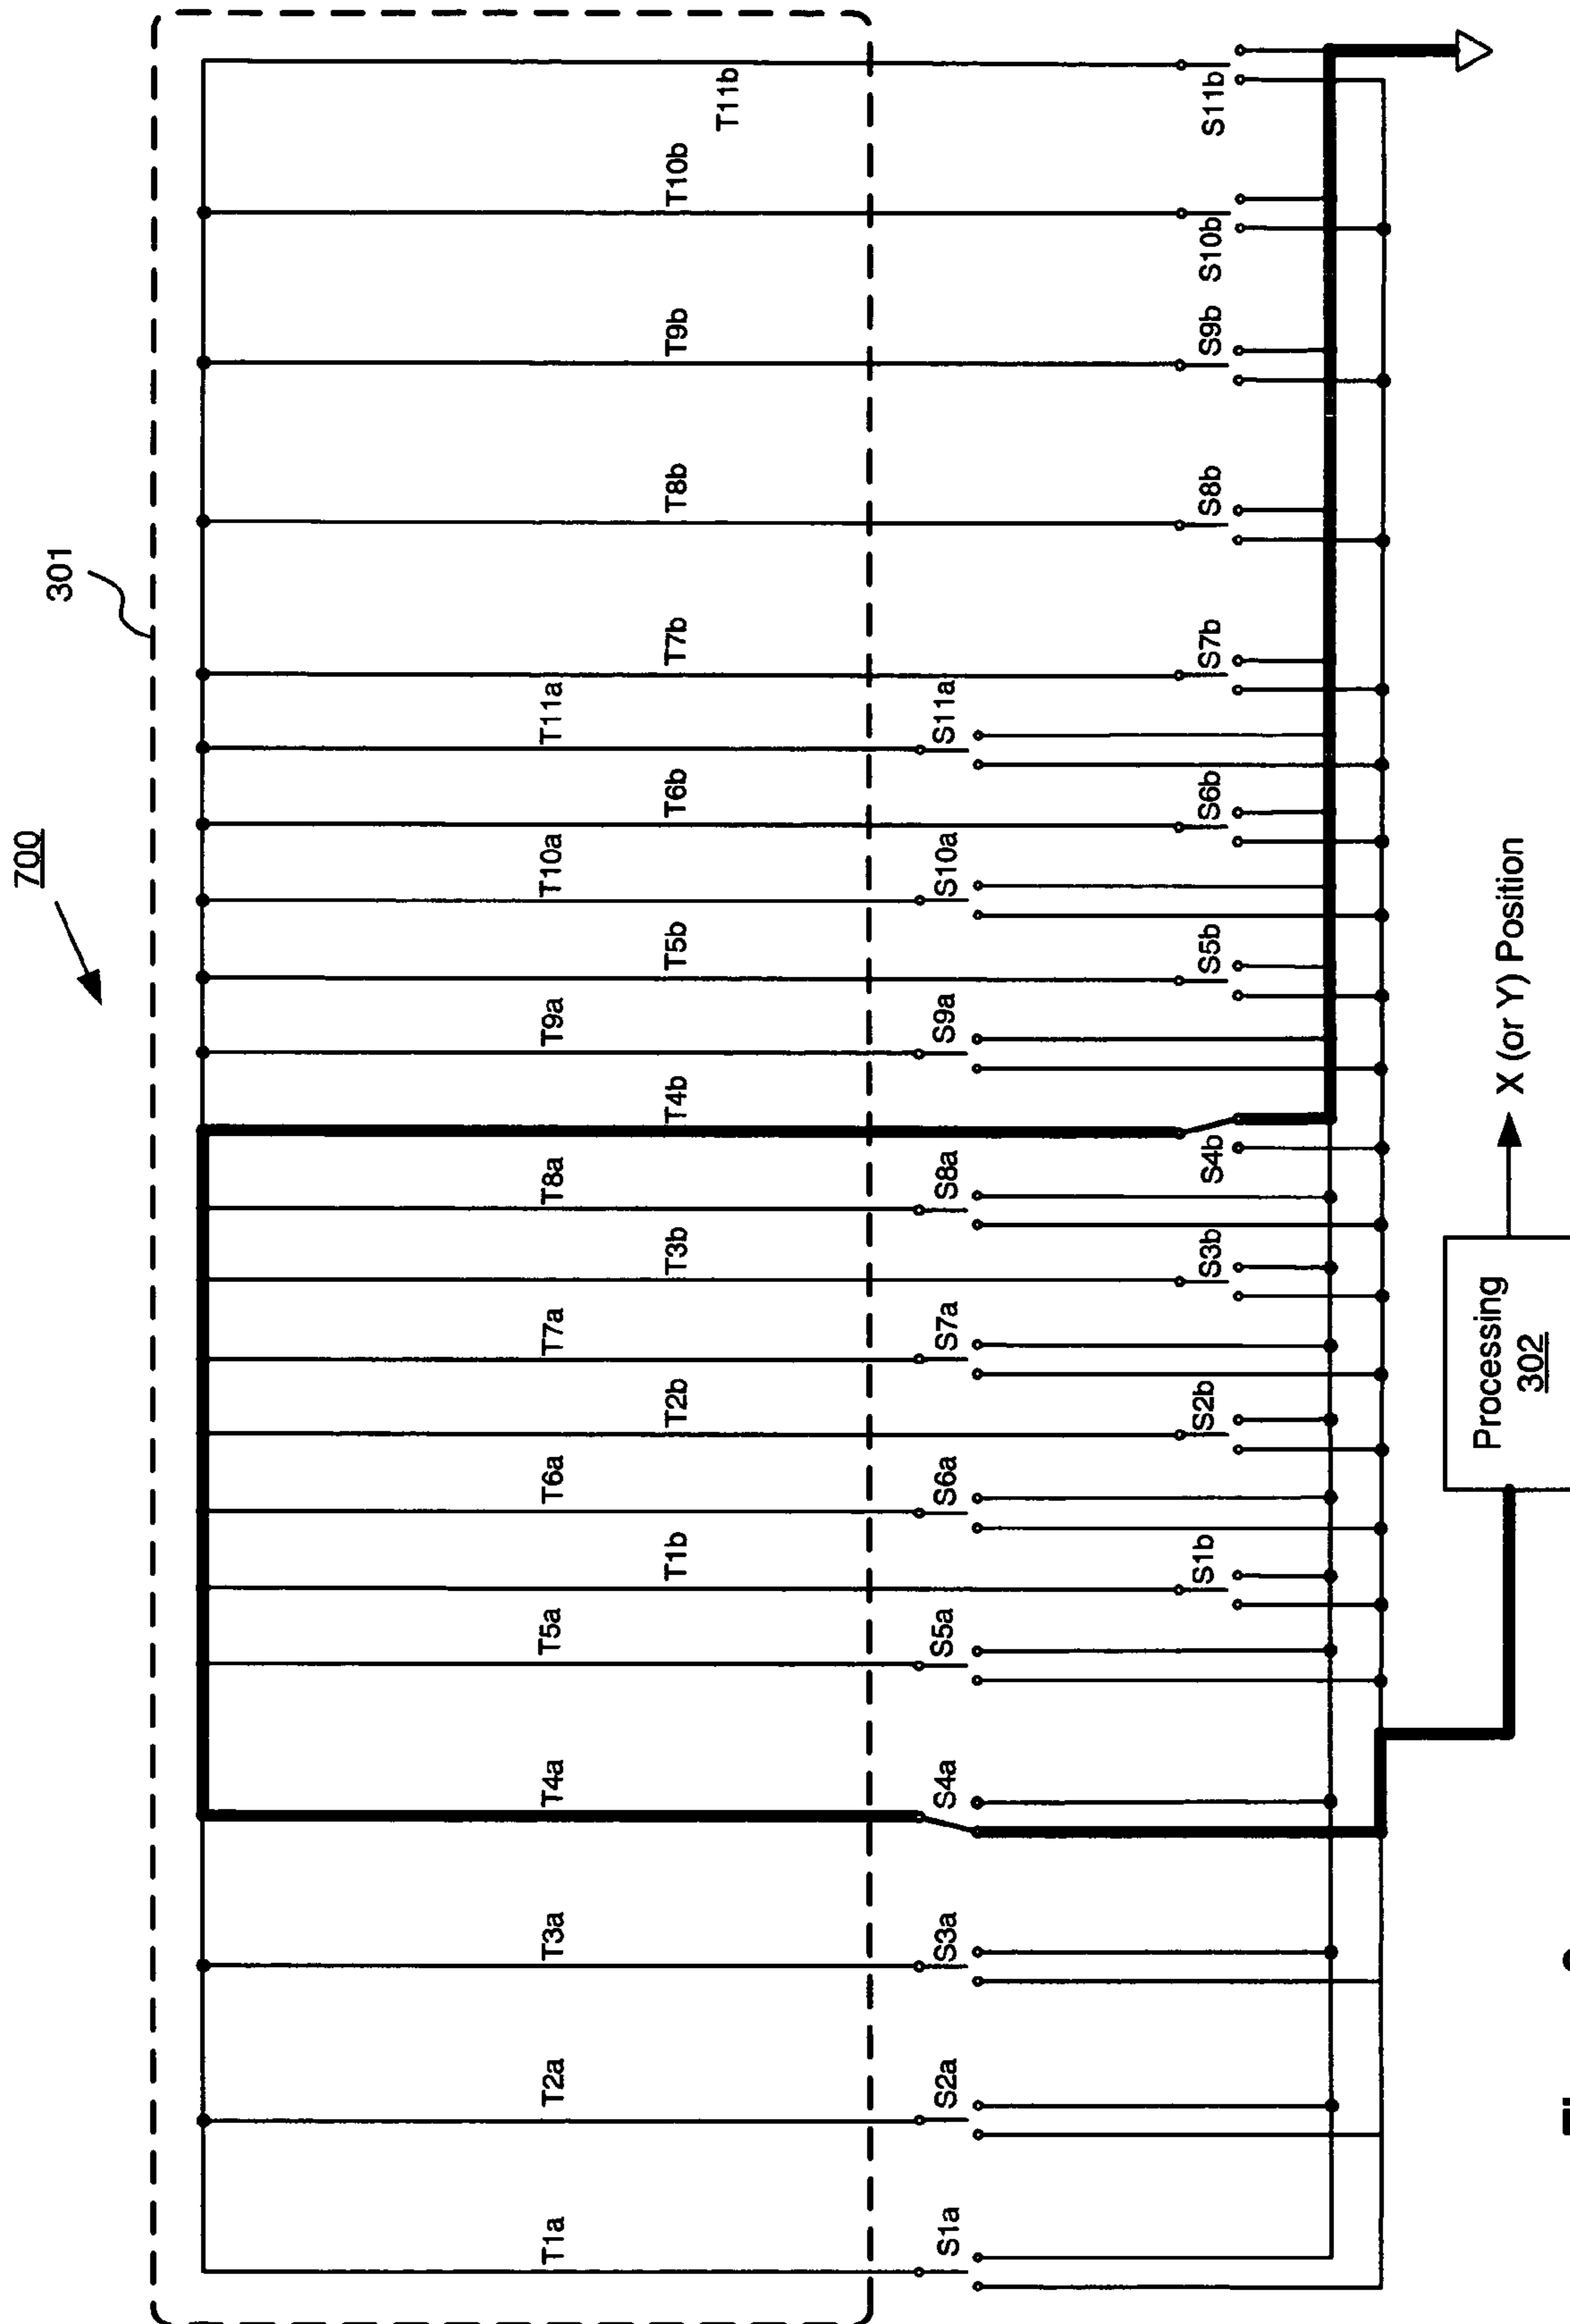 700
301
T1a
T2a
T3a
T4a
T5a
T1b
T6a
T2b
T7a
T3b
T8a
T4b
T9a
T5b
T10a
T6b
T11a
T7b
T8b
T9b
T10b
T11b
S1a
S2a
S3a
S4a
S5a
S1b
S6a
S2b
S7a
S3b
S8a
S4b
S9a
S5b
S10a
S6b
S11a
S7b
S8b
S9b
S10b
S11b
Processing
302
X (or Y) Position